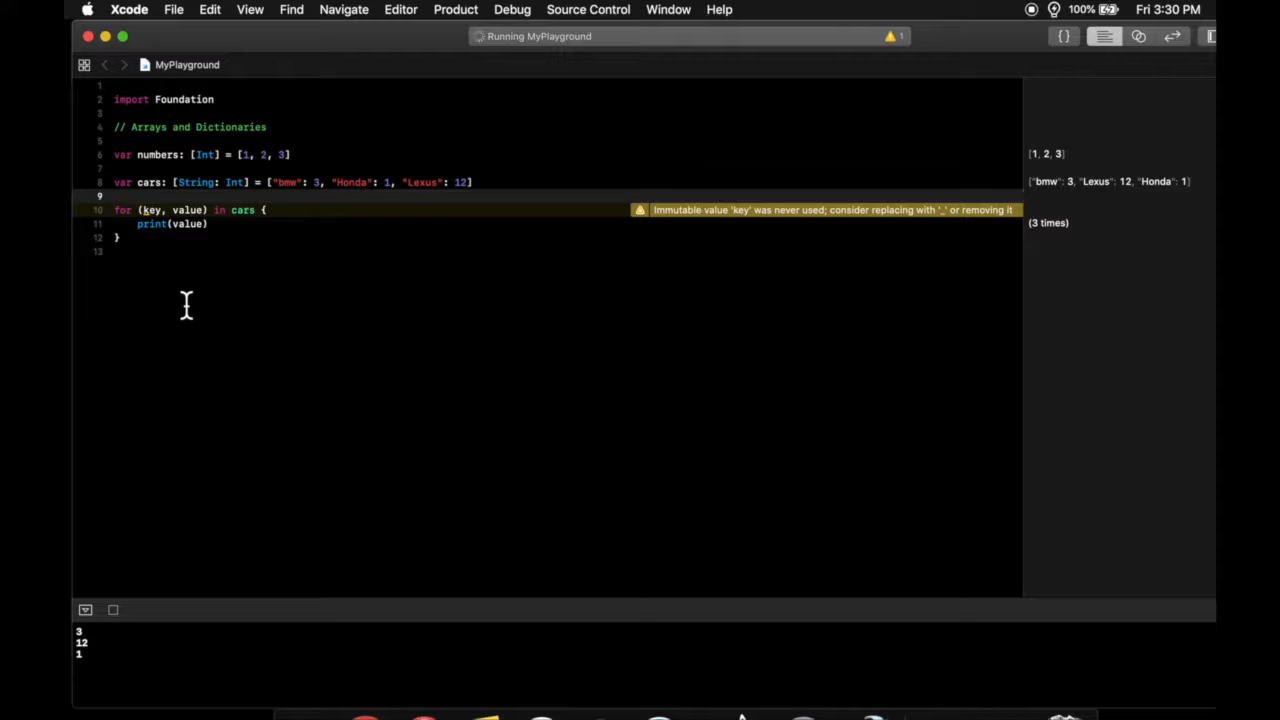 Xcode File Edit View Find Navigate Editor Product Debug Source Control Window Help 100% Fri 3:30 PM
Running MyPlayground 1
{}
MyPlayground
1
2 import Foundation
3
4 // Arrays and Dictionaries
5
6 var numbers: [Int] = [1, 2, 3] [1, 2, 3]
7
8 var cars: [String: Int] = ["bmw": 3, "Honda": 1, "Lexus": 12] ["bmw": 3, "Lexus": 12, "Honda": 1]
9
10 for (key, value) in cars { Immutable value 'key' was never used; consider replacing with '_' or removing it
11 print(value) (3 times)
12 }
13
3
12
1